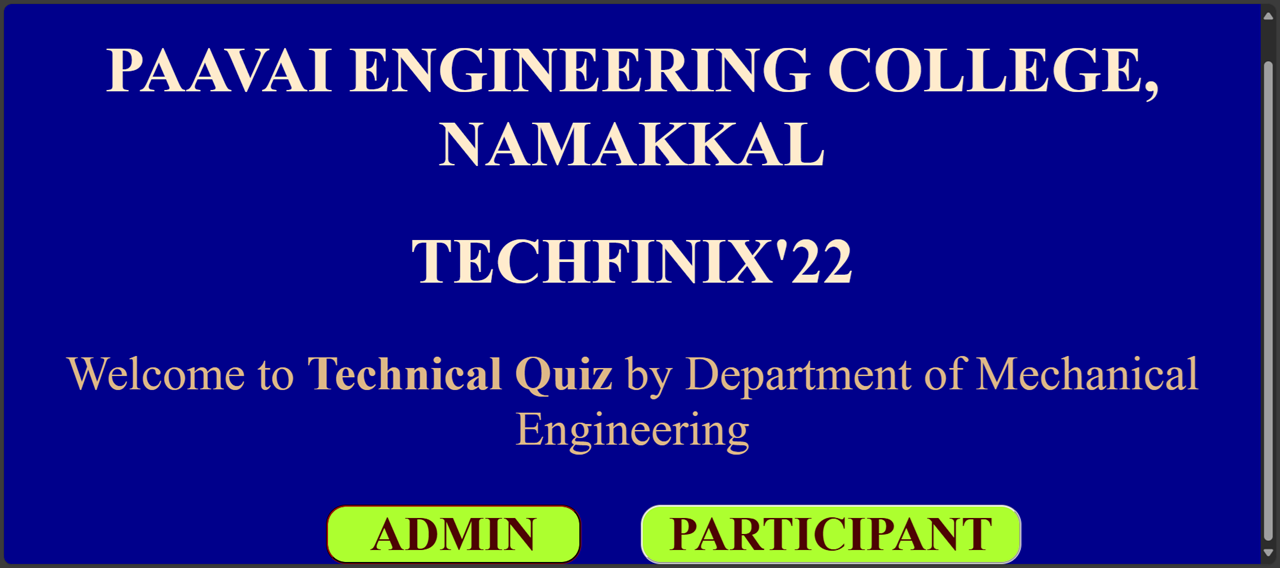 PAAVAI ENGINEERING COLLEGE,
NAMAKKAL
TECHFINIX'22
Welcome to Technical Quiz by Department of Mechanical
Engineering
ADMIN
PARTICIPANT